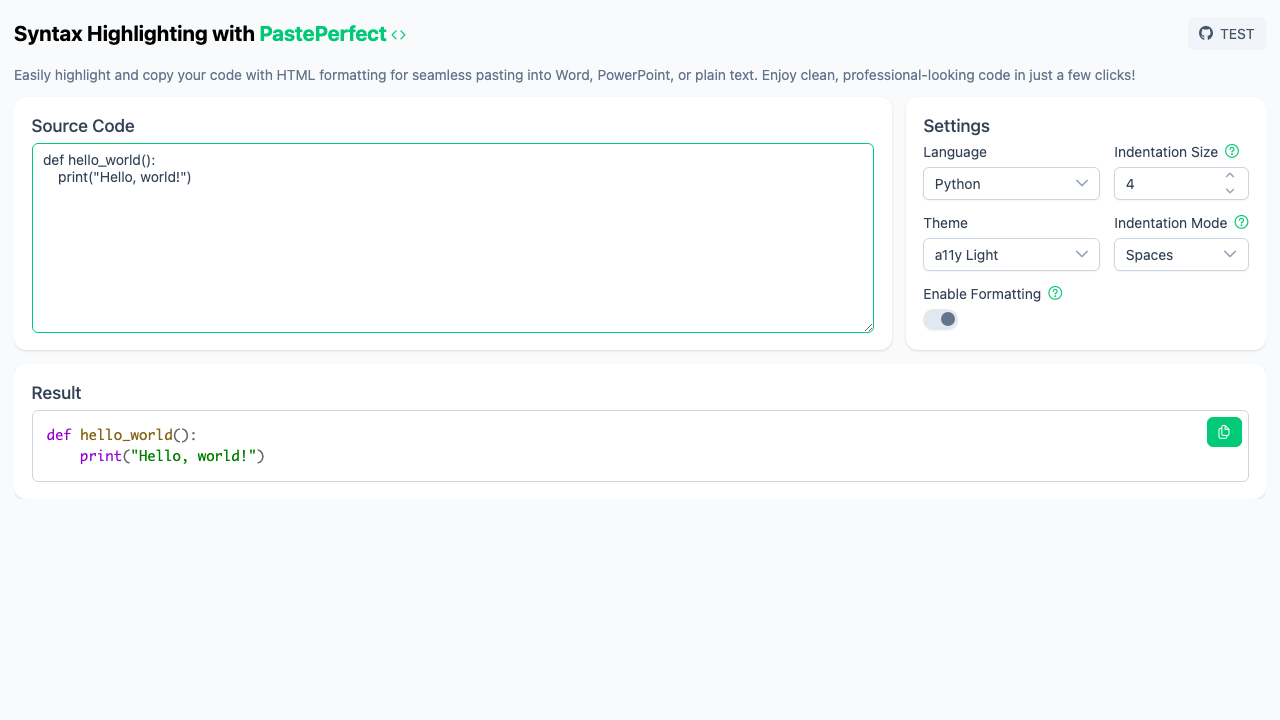 Syntax Highlighting with PastePerfect
TEST
Easily highlight and copy your code with HTML formatting for seamless pasting into Word, PowerPoint, or plain text. Enjoy clean, professional-looking code in just a few clicks!
Source Code
def hello_world():
    print("Hello, world!")
Settings
Language
Indentation Size
Python
4
Theme
Indentation Mode
a11y Light
Spaces
Enable Formatting
Result
def hello_world():
    print("Hello, world!")